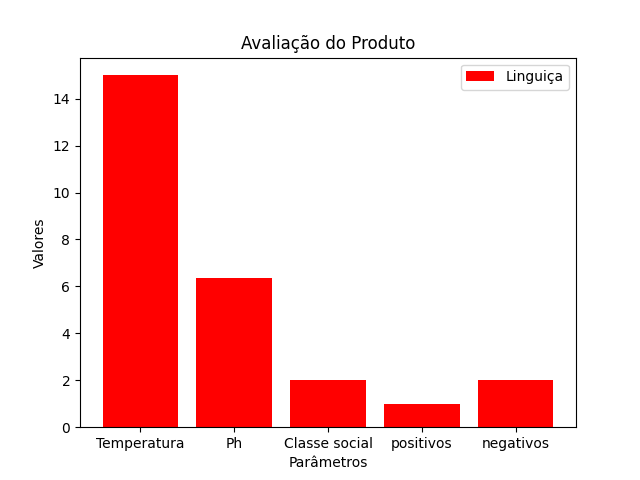 Avaliação do Produto
Linguiça
Valores
14
12
10
8
6
4
2
0
Temperatura
Ph
Classe social
positivos
negativos
Parâmetros